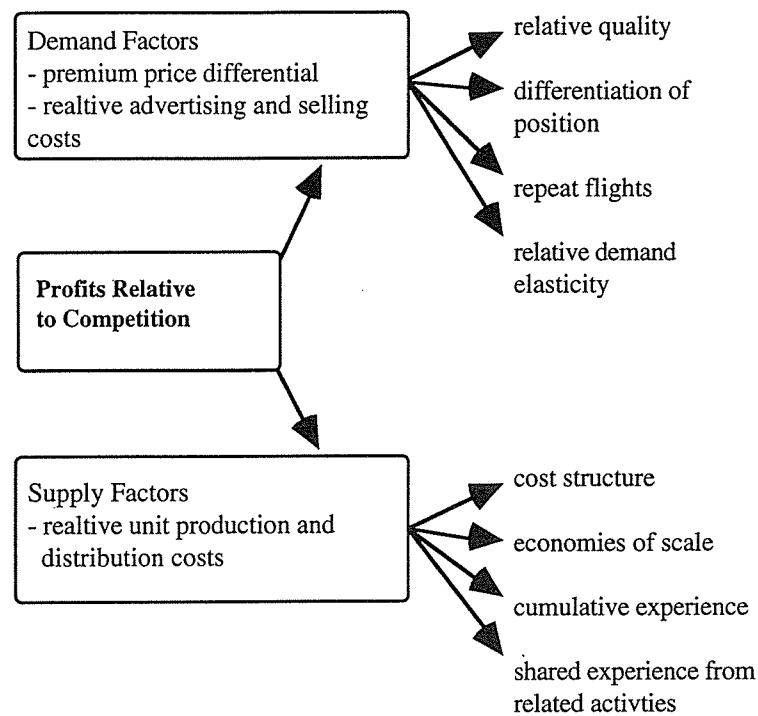 Demand Factors
- premium price differential
- realtive advertising and selling
costs
relative quality
differentiation of
position
repeat flights
relative demand
elasticity
Profits Relative
to Competition
Supply Factors
- realtive unit production and
distribution costs
cost structure
economies of scale
cumulative experience
shared experience from
related activties